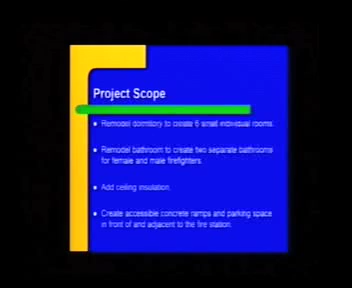 Project Scope
Remodel dormitory to create 6 small individual rooms.
Remodel bathroom to create two separate bathrooms
for female and male firefighters.
Add ceiling insulation.
Create accessible concrete ramps and parking space
in front of and adjacent to the fire station.